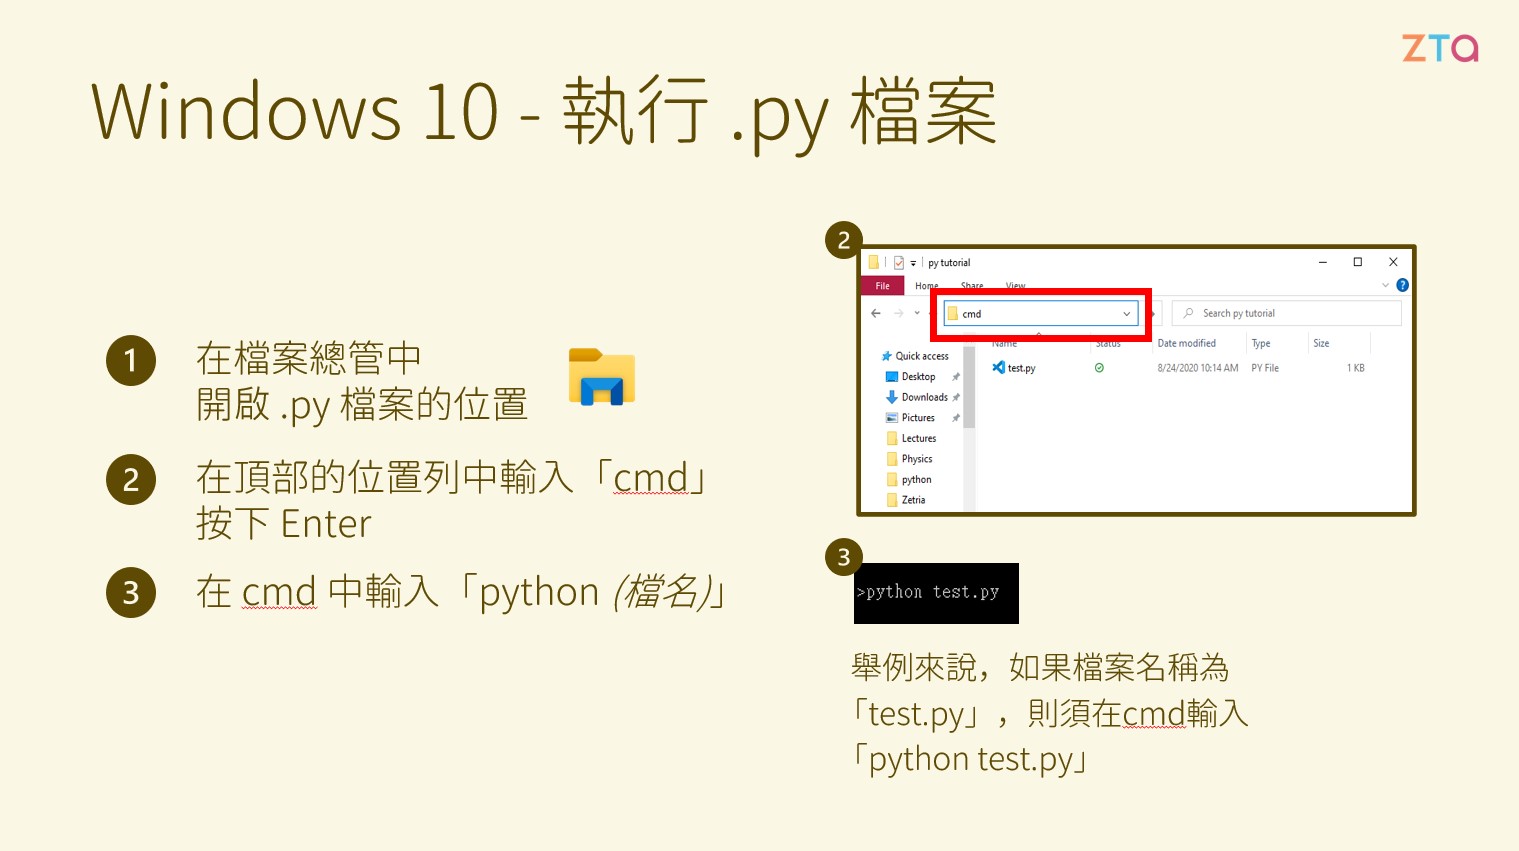 ZTA
Windows 10 - 執行 .py 檔案
1
在檔案總管中
開啟 .py 檔案的位置
2
在頂部的位置列中輸入「cmd」
按下 Enter
3
在 cmd 中輸入「python (檔名)」
2
py tutorial
File Home Share View
?
cmd
Search py tutorial
Name Status Date modified Type Size
Quick access
test.py 8/24/2020 10:14 AM PY File 1 KB
Desktop
Downloads
Pictures
Lectures
Physics
python
Zetria
3
>python test.py
舉例來說，如果檔案名稱為
「test.py」，則須在cmd輸入
「python test.py」